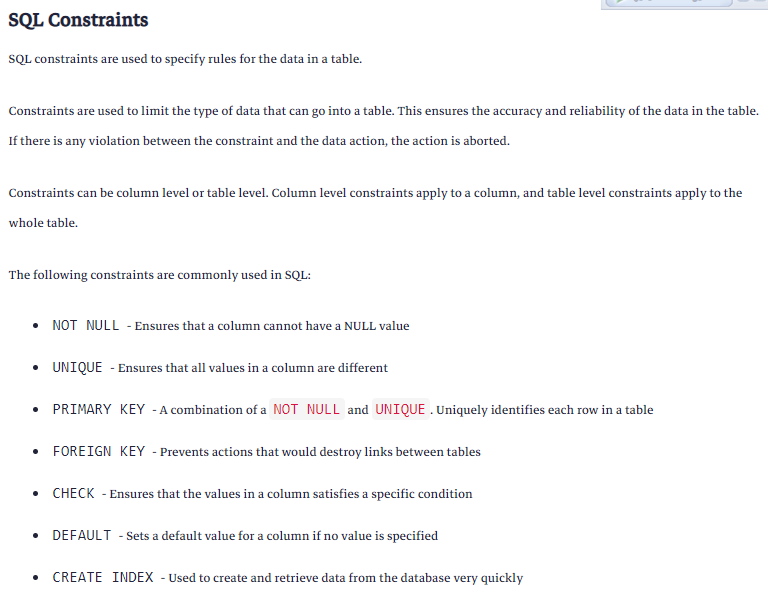 SQL Constraints
SQL constraints are used to specify rules for the data in a table.
Constraints are used to limit the type of data that can go into a table. This ensures the accuracy and reliability of the data in the table.
If there is any violation between the constraint and the data action, the action is aborted.
Constraints can be column level or table level. Column level constraints apply to a column, and table level constraints apply to the
whole table.
The following constraints are commonly used in SQL:
• NOT NULL - Ensures that a column cannot have a NULL value
• UNIQUE - Ensures that all values in a column are different
• PRIMARY KEY - A combination of a NOT NULL and UNIQUE . Uniquely identifies each row in a table
• FOREIGN KEY - Prevents actions that would destroy links between tables
• CHECK - Ensures that the values in a column satisfies a specific condition
• DEFAULT - Sets a default value for a column if no value is specified
• CREATE INDEX - Used to create and retrieve data from the database very quickly